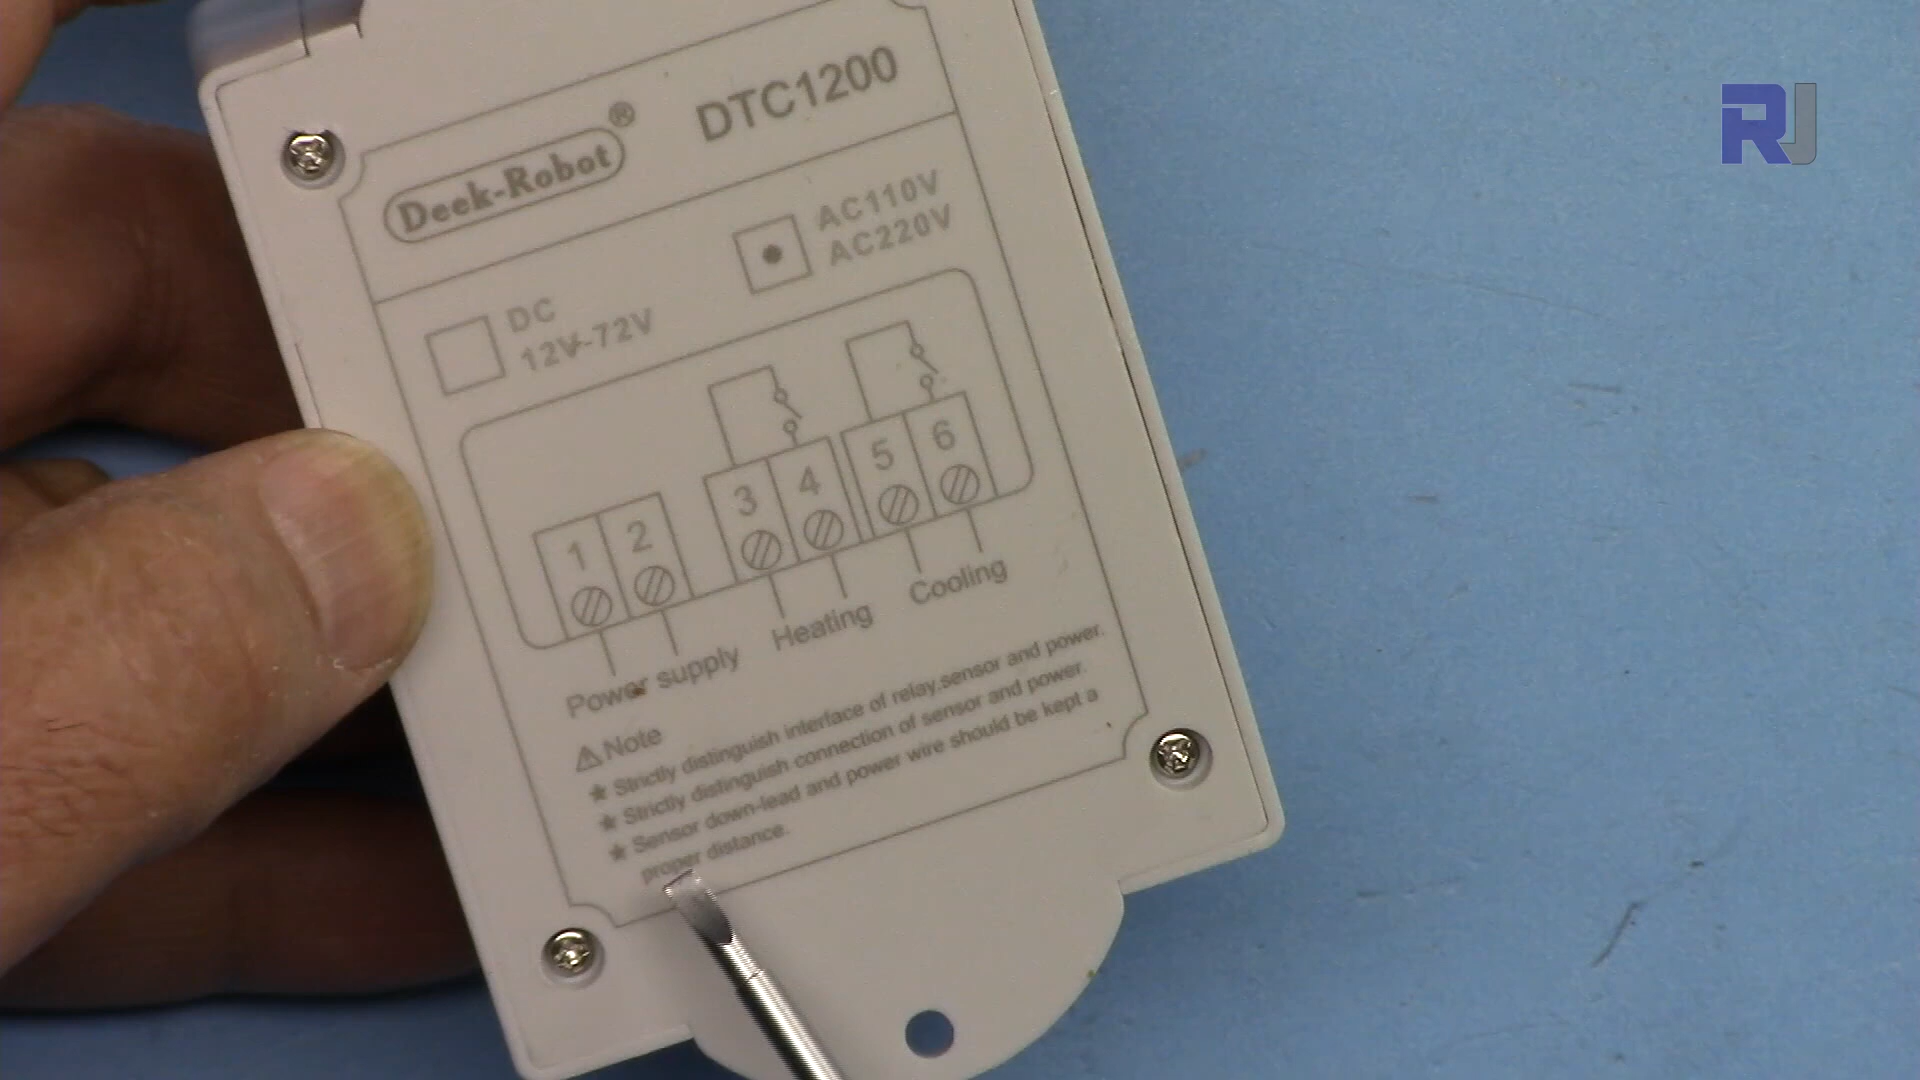 Deek-Robot® DTC1200
AC110V
AC220V
DC
12V-72V
1 2 3 4 5 6
Power supply Heating Cooling
⚠Note
★ Strictly distinguish interface of relay,sensor and power.
★ Strictly distinguish connection of sensor and power.
★ Sensor down-lead and power wire should be kept a
proper distance.
RJ